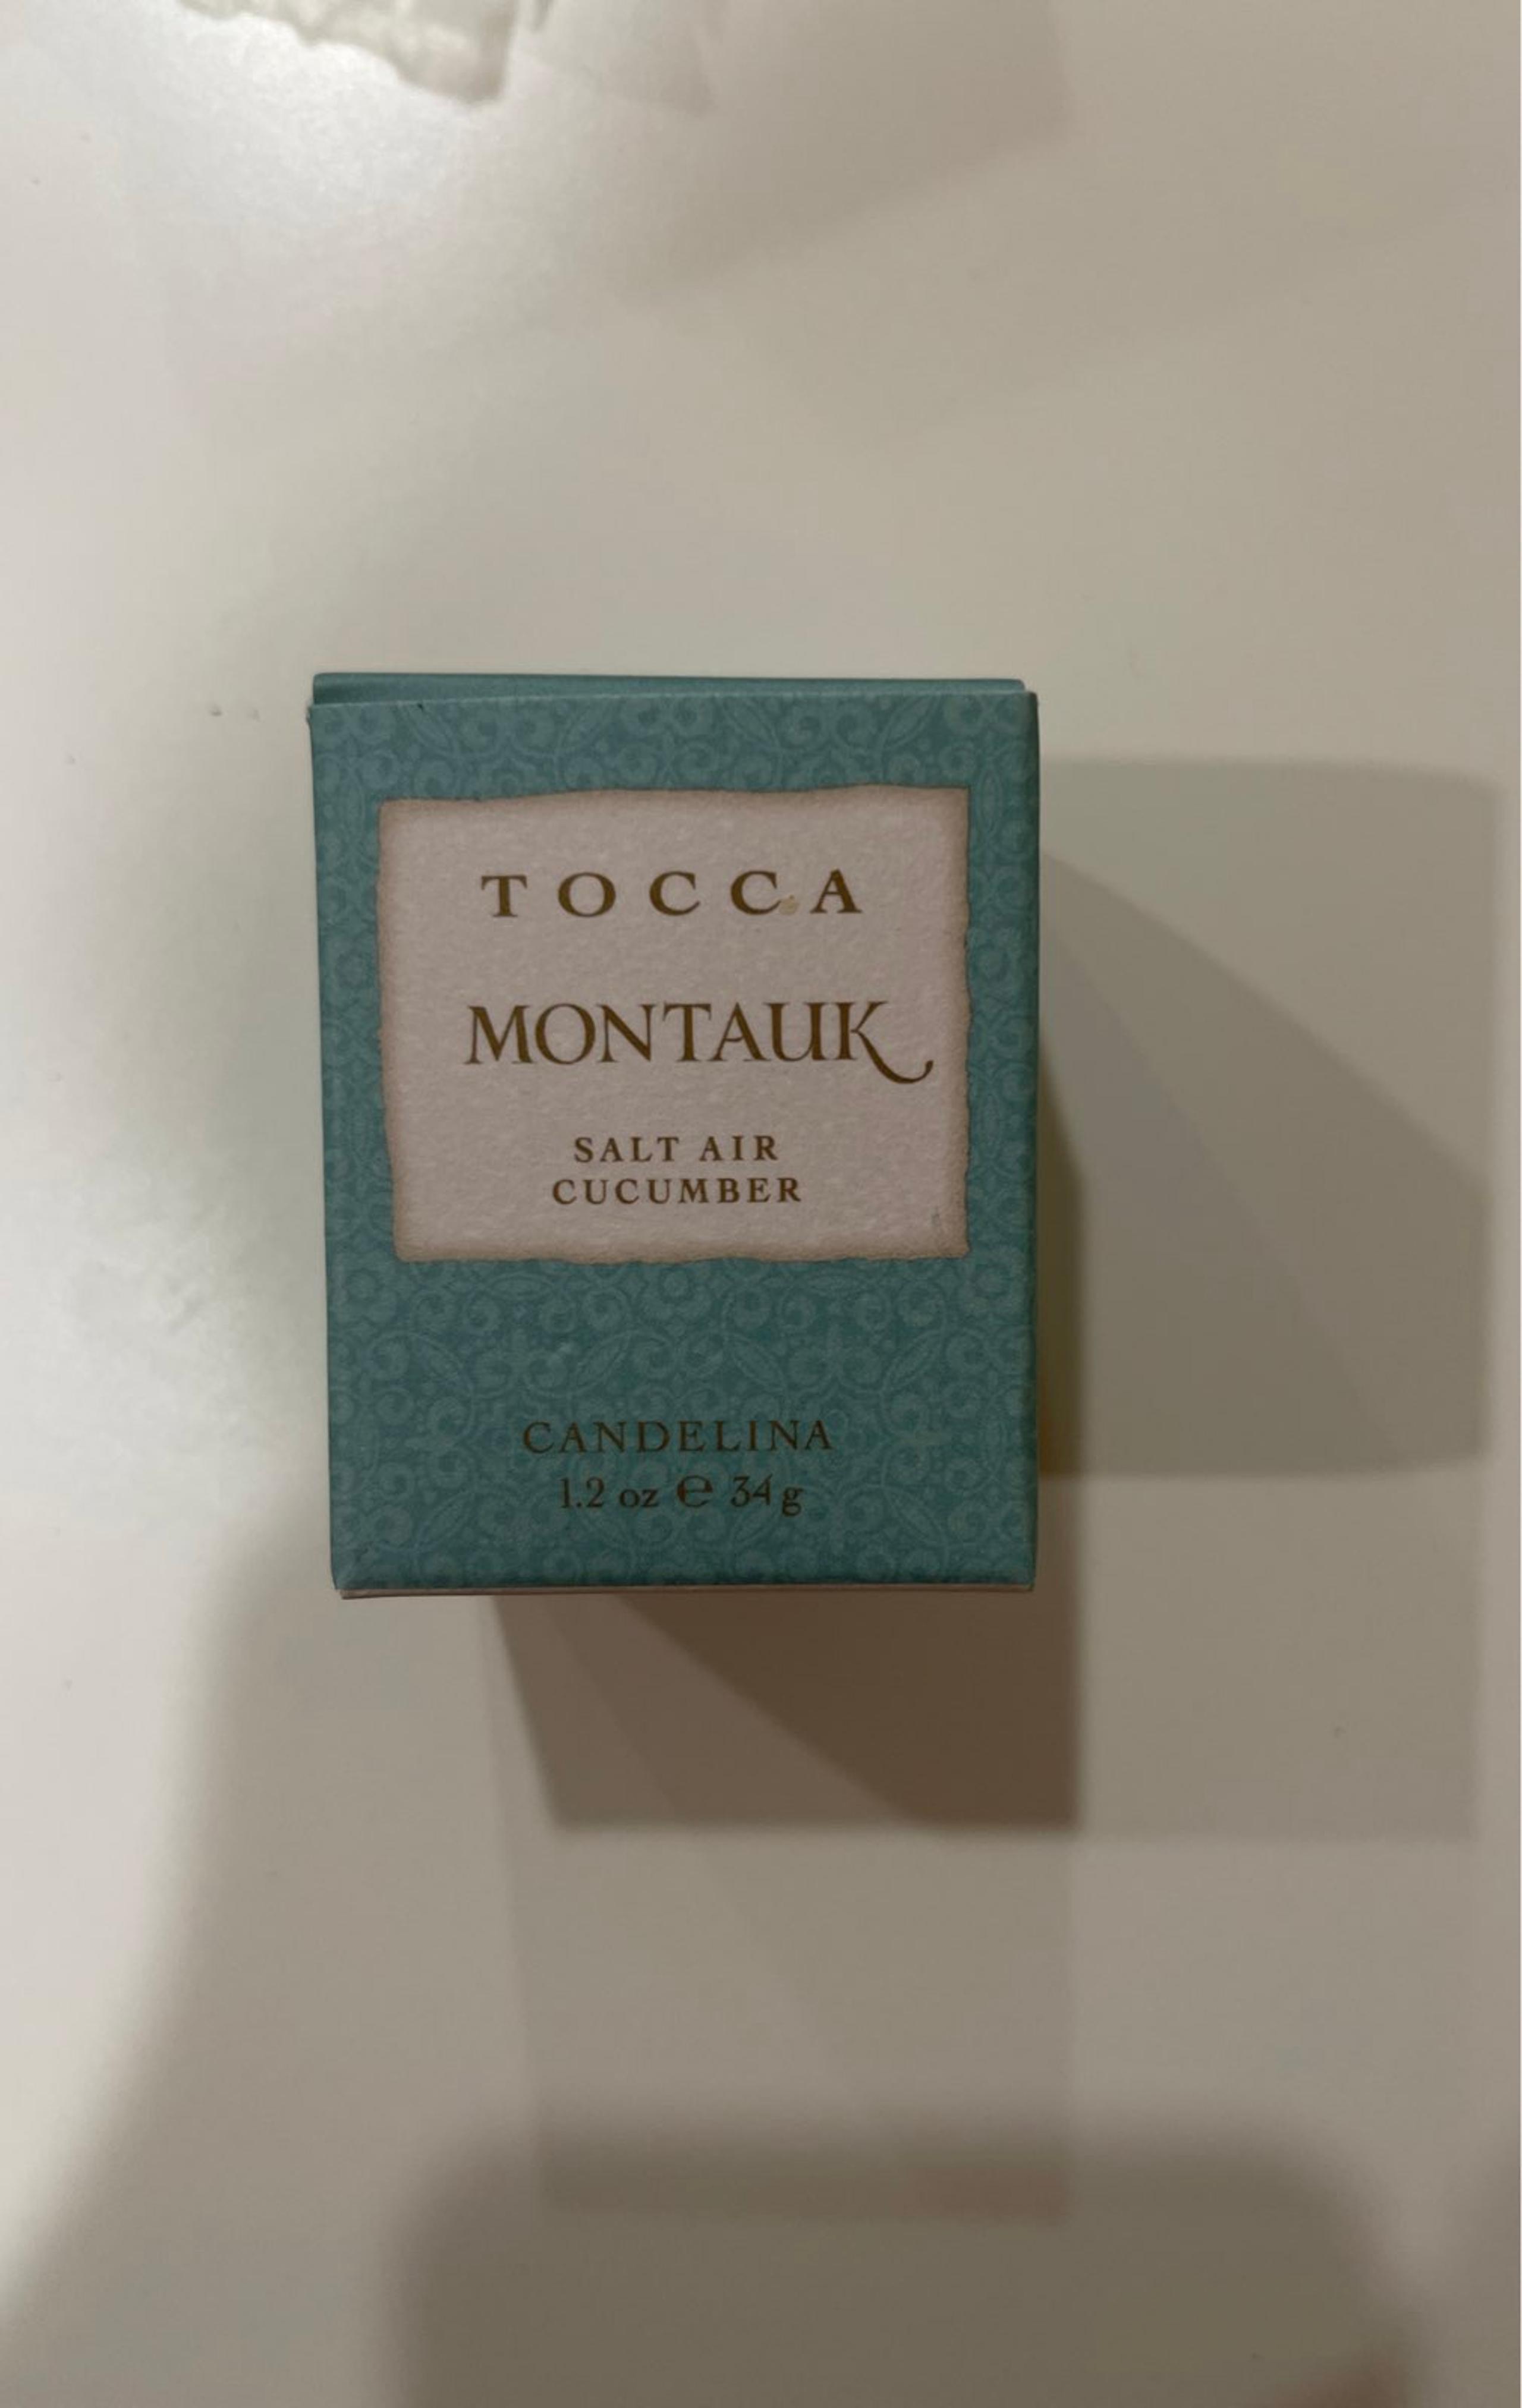 TOCCA
MONTAUK
SALT AIR
CUCUMBER
CANDELINA
1.2 oz ℮ 34 g